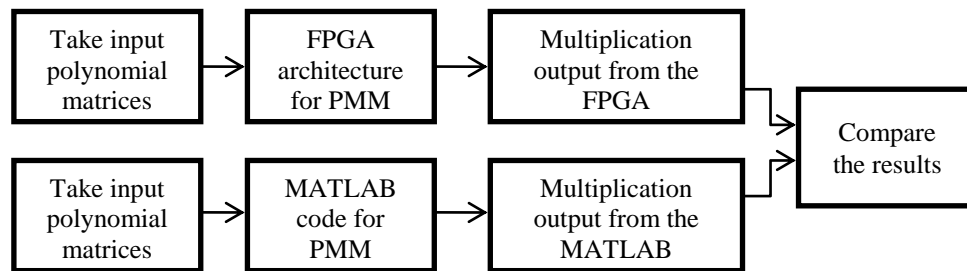 Take input
polynomial
matrices
FPGA
architecture
for PMM
Multiplication
output from the
FPGA
Take input
polynomial
matrices
MATLAB
code for
PMM
Multiplication
output from the
MATLAB
Compare
the results